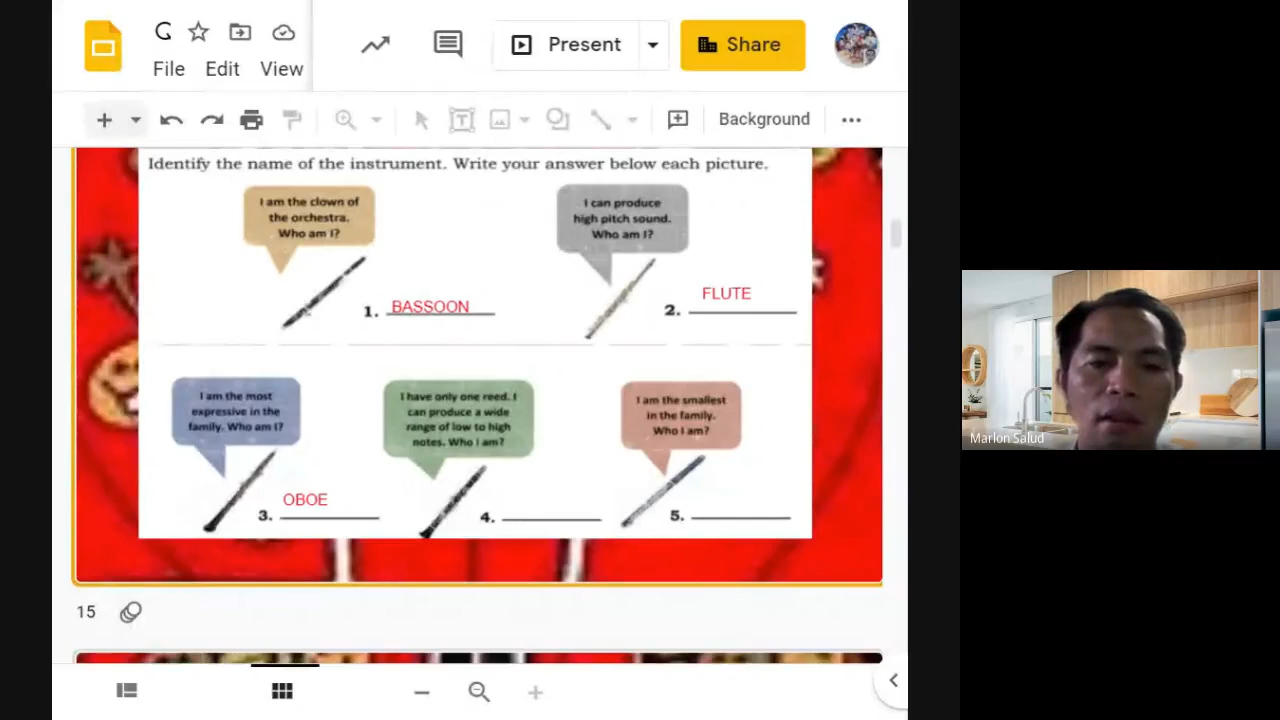 G
File Edit View
Present
Share
Background
Identify the name of the instrument. Write your answer below each picture.
I am the clown of
the orchestra.
Who am I?
1. BASSOON
I can produce
high pitch sound.
Who am I?
2. FLUTE
I am the most
expressive in the
family. Who am I?
3. OBOE
I have only one reed. I
can produce a wide
range of low to high
notes. Who I am?
4.
I am the smallest
in the family.
Who I am?
5.
15
Marlon Salud